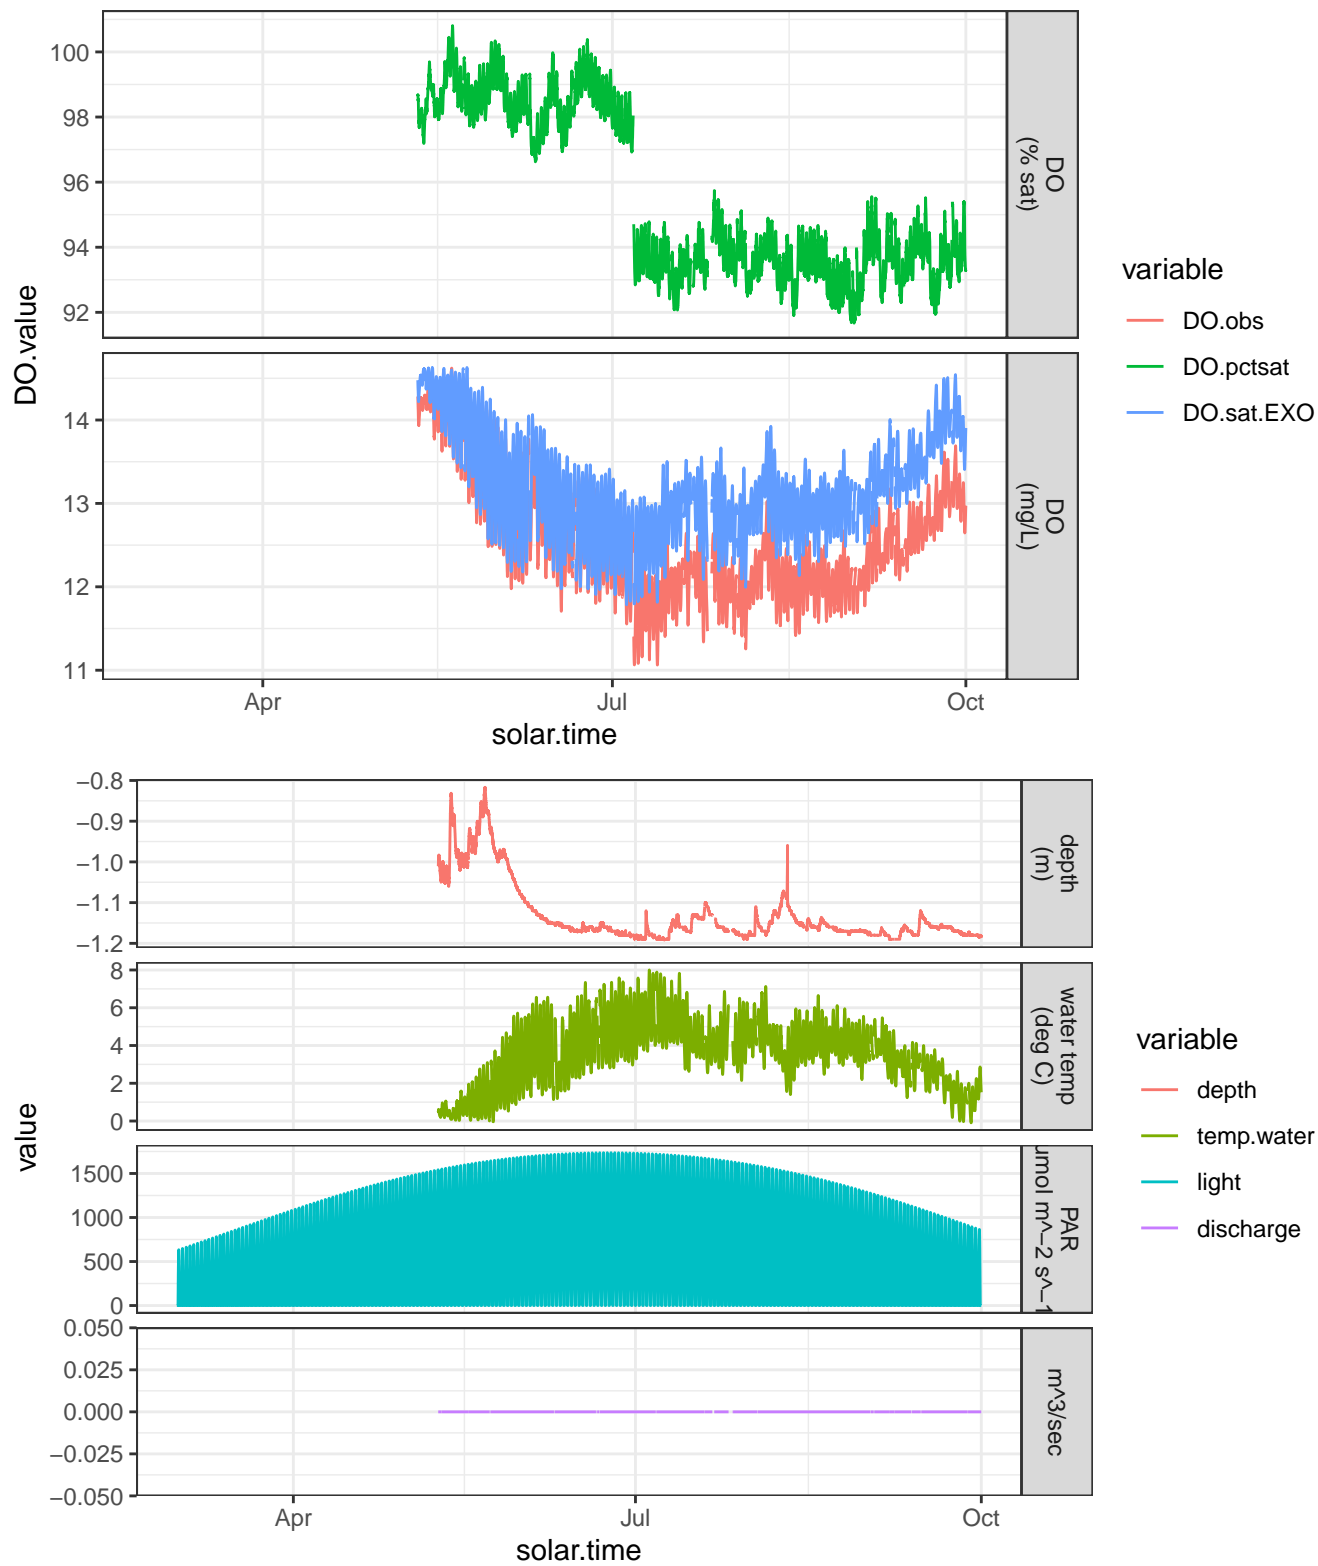 100
98
96
94
92
DO
(% sat)
DO.value
14
13
12
11
DO
(mg/L)
Apr
Jul
Oct
solar.time
variable
DO.obs
DO.pctsat
DO.sat.EXO
−0.8
−0.9
−1.0
−1.1
−1.2
depth
(m)
8
6
4
2
0
water temp
(deg C)
value
1500
1000
500
0
PAR
umol m^−2 s^−1
0.050
0.025
0.000
−0.025
−0.050
m^3/sec
Apr
Jul
Oct
solar.time
variable
depth
temp.water
light
discharge